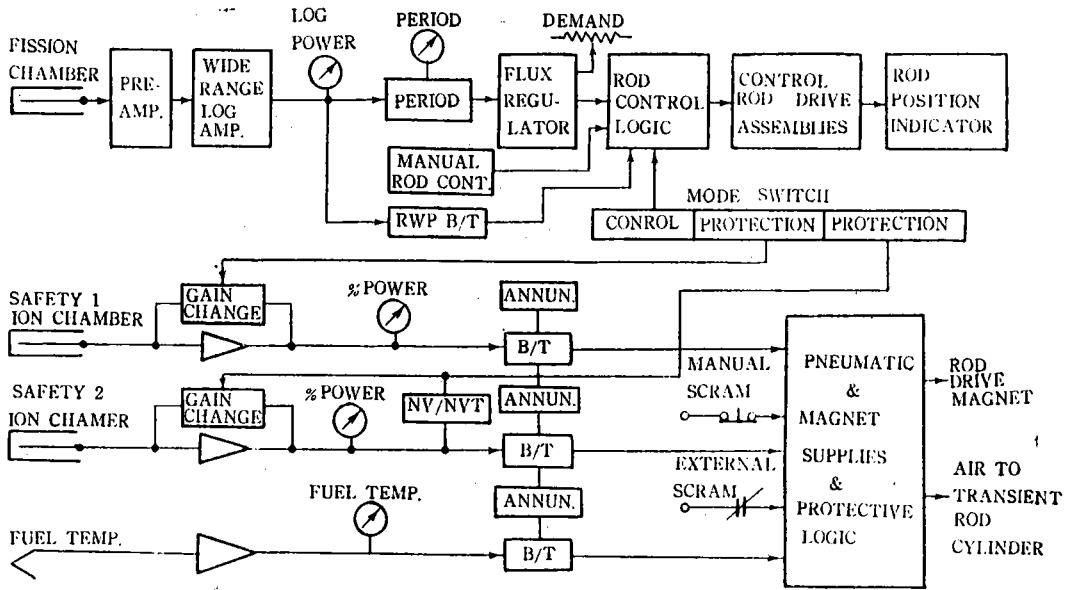 FISSION
CHAMBER
PRE-
AMP.
WIDE
RANGE
LOG
AMP.
LOG
POWER
PERIOD
PERIOD
FLUX
REGU-
LATOR
DEMAND
ROD
CONTROL
LOGIC
CONTROL
ROD DRIVE
ASSEMBLIES
ROD
POSITION
INDICATOR
MANUAL
ROD CONT.
RWP B/T
MODE SWITCH
CONROL
PROTECTION
PROTECTION
SAFETY 1
ION CHAMBER
GAIN
CHANGE
% POWER
ANNUN.
B/T
SAFETY 2
ION CHAMER
GAIN
CHANGE
% POWER
NV/NVT
ANNUN.
B/T
FUEL TEMP.
FUEL TEMP.
ANNUN.
B/T
MANUAL
SCRAM
EXTERNAL
SCRAM
PNEUMATIC
&
MAGNET
SUPPLIES
&
PROTECTIVE
LOGIC
ROD
DRIVE
MAGNET
AIR TO
TRANSIENT
ROD
CYLINDER